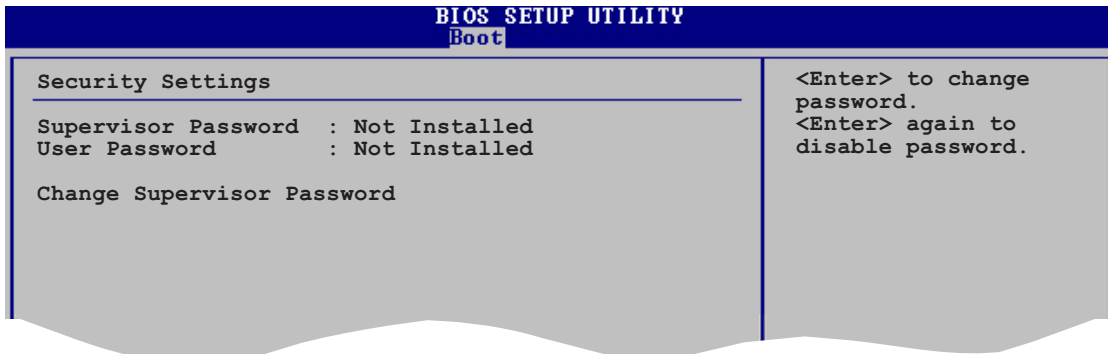 BIOS SETUP UTILITY
Boot
Security Settings
Supervisor Password : Not Installed
User Password : Not Installed
Change Supervisor Password
<Enter> to change
password.
<Enter> again to
disable password.